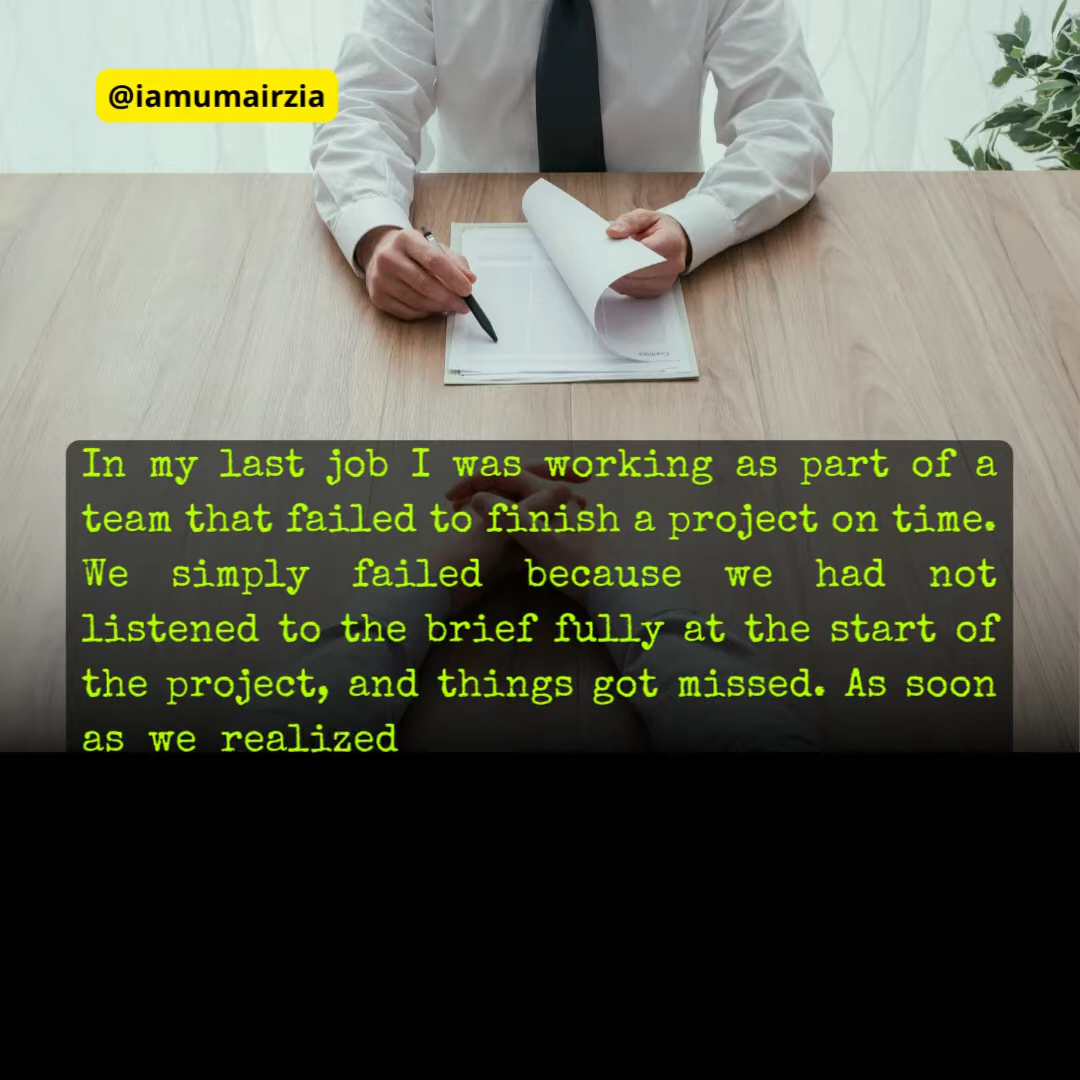 @iamumairzia
In my last job I was working as part of a
team that failed to finish a project on time.
We simply failed because we had not
listened to the brief fully at the start of
the project, and things got missed. As soon
as we realized